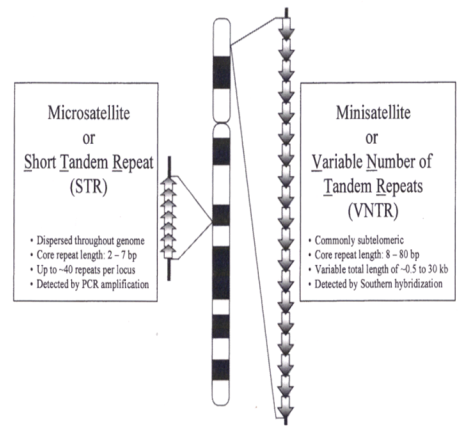 Microsatellite
or
Short Tandem Repeat
(STR)
• Dispersed throughout genome
• Core repeat length: 2 – 7 bp
• Up to ~40 repeats per locus
• Detected by PCR amplification
Minisatellite
or
Variable Number of
Tandem Repeats
(VNTR)
• Commonly subtelomeric
• Core repeat length: 8 – 80 bp
• Variable total length of ~0.5 to 30 kb
• Detected by Southern hybridization